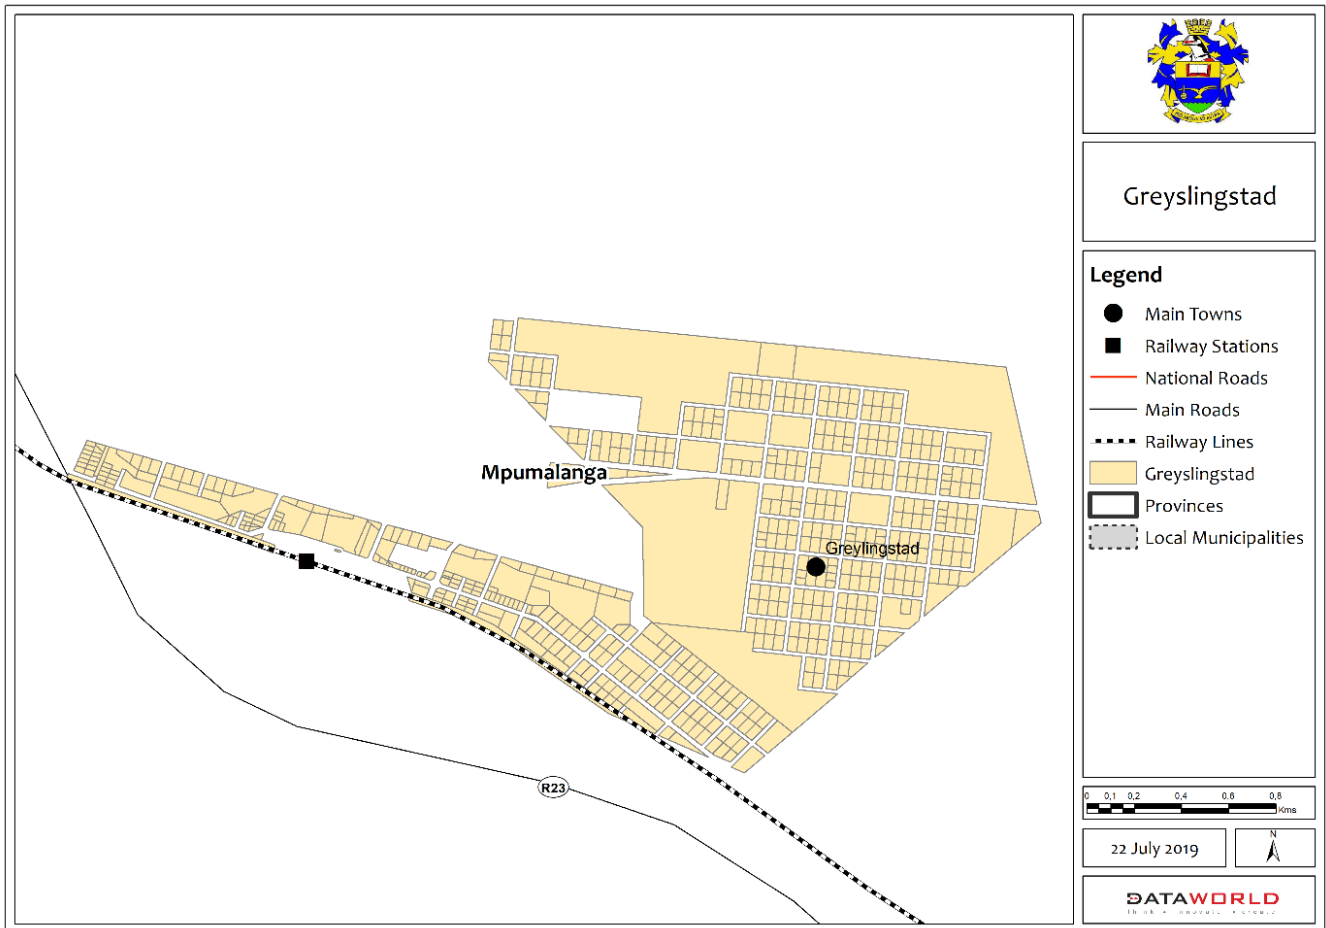 Greyslingstad
Legend
Main Towns
Railway Stations
National Roads
Main Roads
Railway Lines
Greyslingstad
Provinces
Local Municipalities
Mpumalanga
Greylingstad
R23
0 0,1 0,2 0,4 0,6 0,8
Kms
22 July 2019
N
DATAWORLD